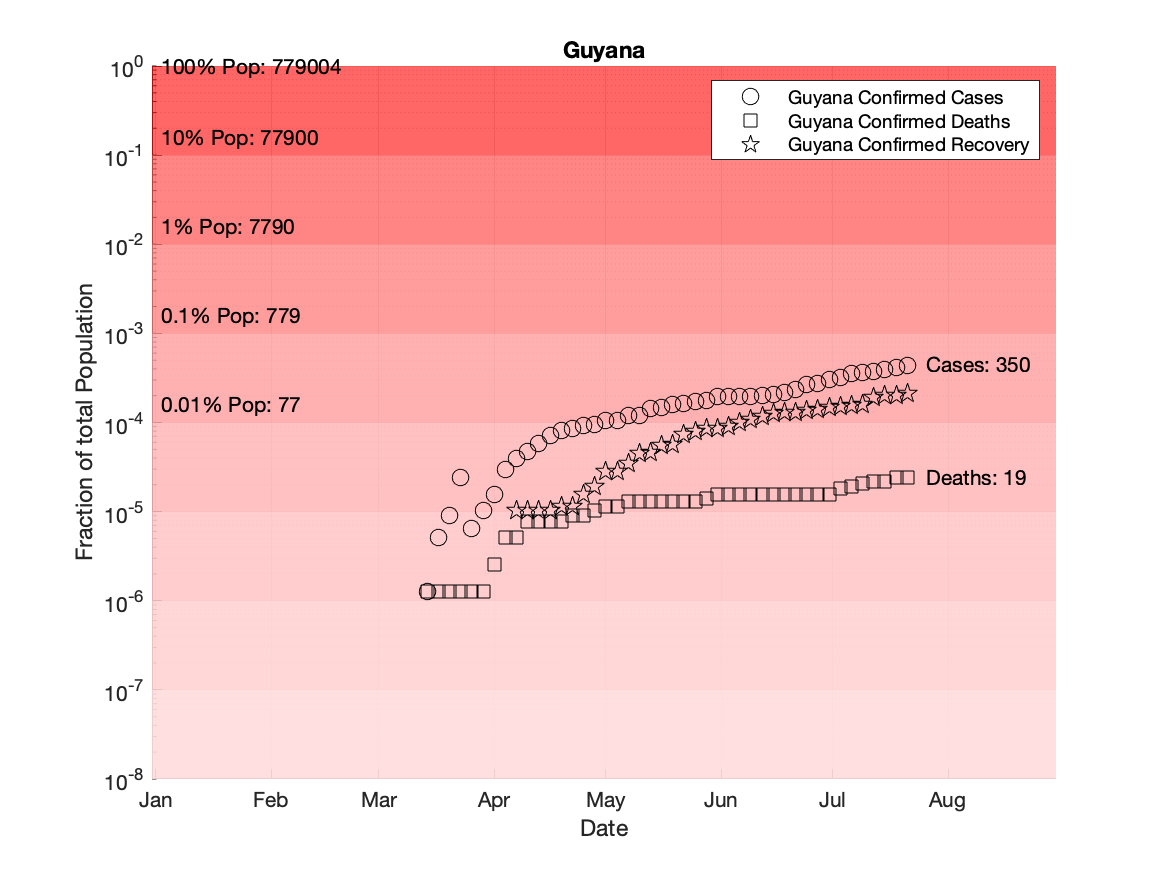 Guyana
10^0
10^-1
10^-2
10^-3
10^-4
10^-5
10^-6
10^-7
10^-8
Fraction of total Population
100% Pop: 779004
10% Pop: 77900
1% Pop: 7790
0.1% Pop: 779
0.01% Pop: 77
Guyana Confirmed Cases
Guyana Confirmed Deaths
Guyana Confirmed Recovery
Cases: 350
Deaths: 19
Jan Feb Mar Apr May Jun Jul Aug
Date